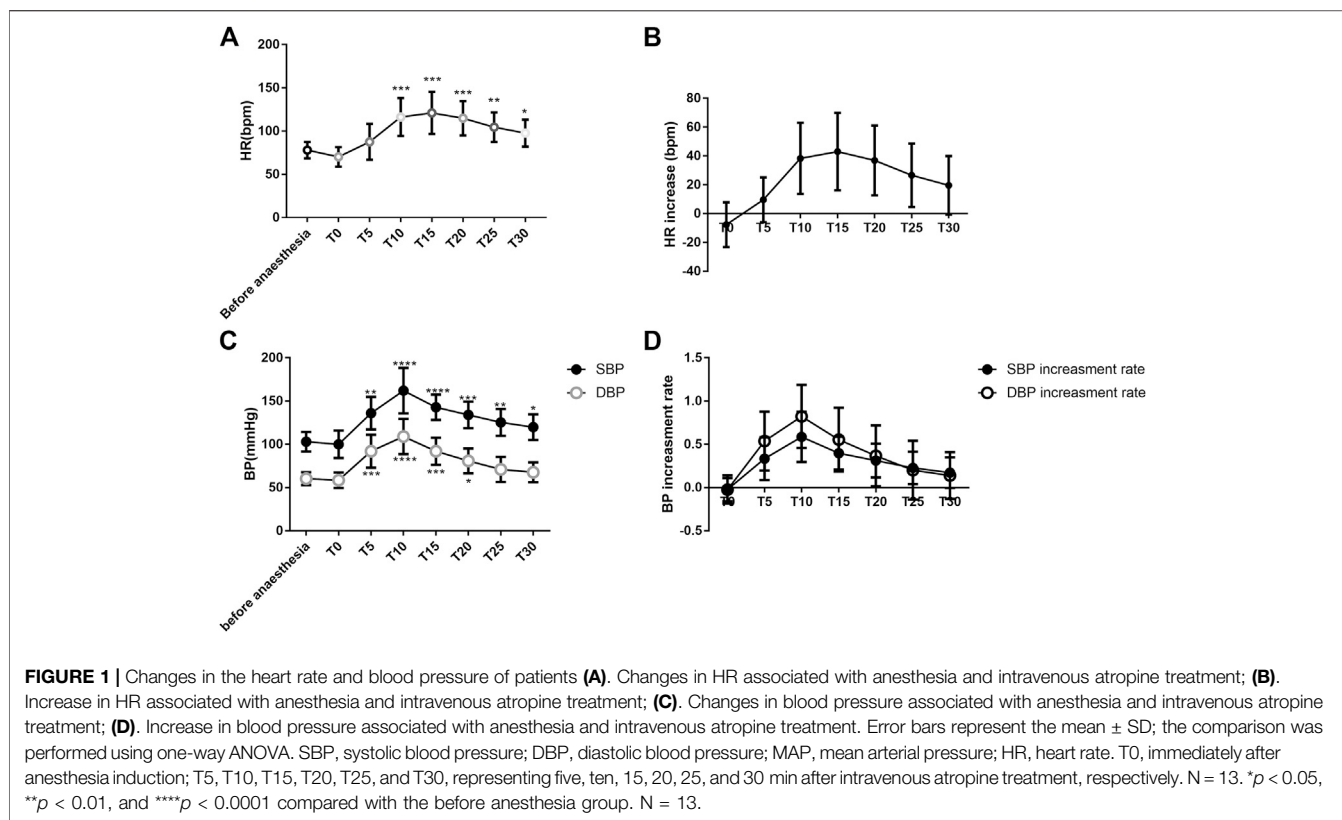 A
200
150
100
50
0
HR(bpm)
***
***
***
**
*
Before anaesthesia
T0
T5
T10
T15
T20
T25
T30
B
80
60
40
20
0
-20
-40
HR increase (bpm)
T0
T5
T10
T15
T20
T25
T30
C
200
150
100
50
0
BP(mmHg)
**
****
****
***
**
*
***
****
***
*
SBP
DBP
before anaesthesia
T0
T5
T10
T15
T20
T25
T30
D
1.5
1.0
0.5
0.0
-0.5
BP increasment rate
T0
T5
T10
T15
T20
T25
T30
SBP increasment rate
DBP increasment rate
FIGURE 1 | Changes in the heart rate and blood pressure of patients (A). Changes in HR associated with anesthesia and intravenous atropine treatment; (B).
Increase in HR associated with anesthesia and intravenous atropine treatment; (C). Changes in blood pressure associated with anesthesia and intravenous atropine
treatment; (D). Increase in blood pressure associated with anesthesia and intravenous atropine treatment. Error bars represent the mean ± SD; the comparison was
performed using one-way ANOVA. SBP, systolic blood pressure; DBP, diastolic blood pressure; MAP, mean arterial pressure; HR, heart rate. T0, immediately after
anesthesia induction; T5, T10, T15, T20, T25, and T30, representing five, ten, 15, 20, 25, and 30 min after intravenous atropine treatment, respectively. N = 13. *p < 0.05,
**p < 0.01, and ****p < 0.0001 compared with the before anesthesia group. N = 13.